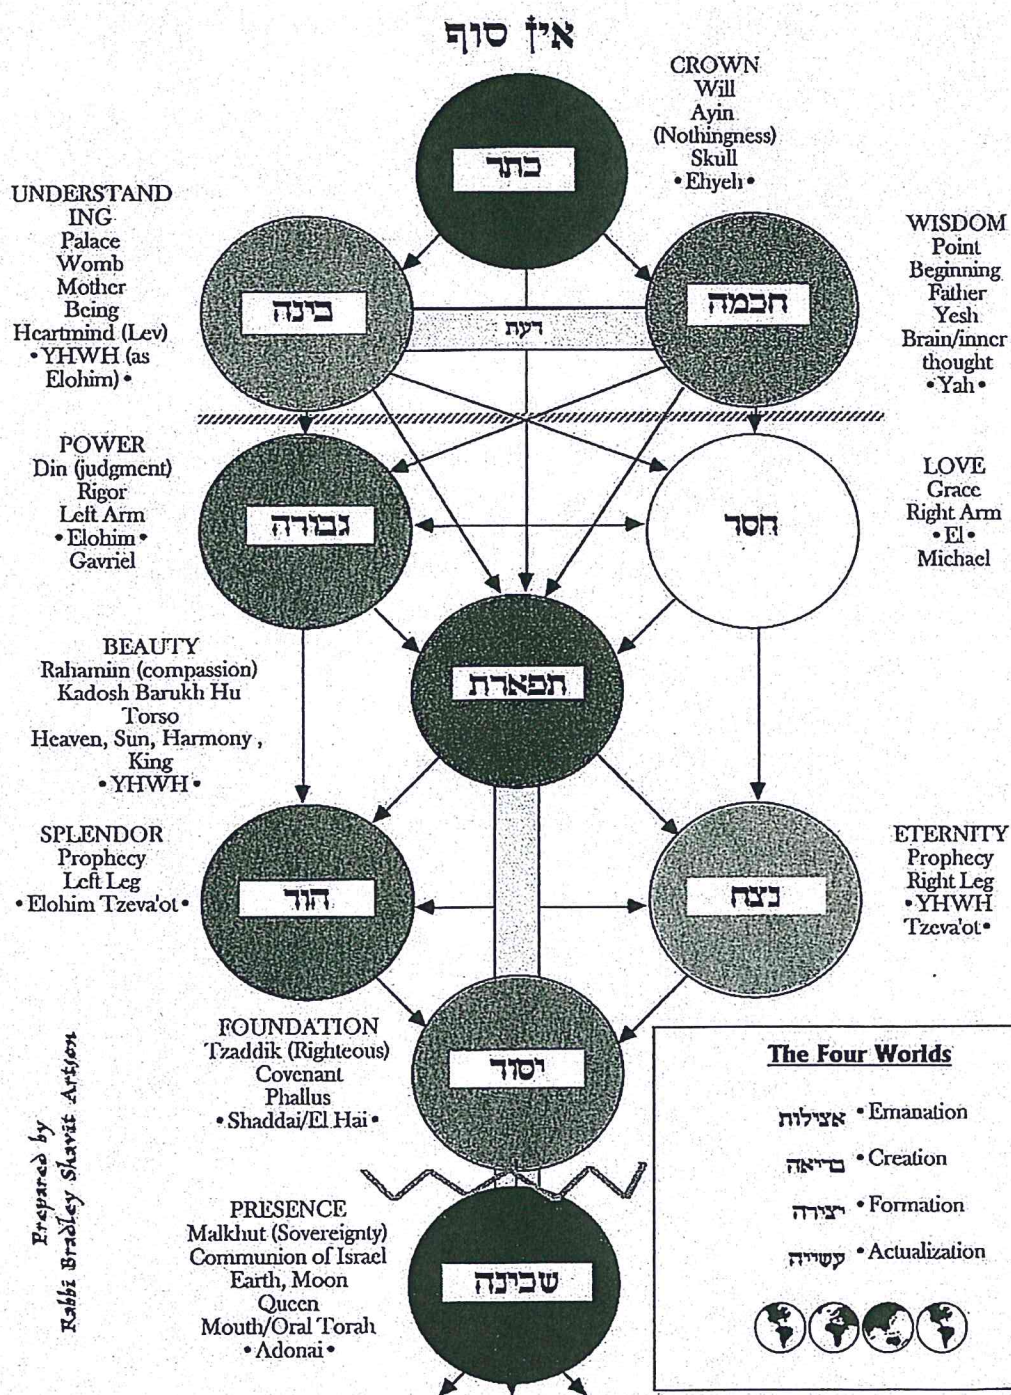 אין סוף
CROWN
Will
Ayin
(Nothingness)
Skull
• Ehyeh •
כתר
UNDERSTAND
ING
Palace
Womb
Mother
Being
Heartmind (Lev)
• YHWH (as
Elohim) •
בינה
דעת
חכמה
WISDOM
Point
Beginning
Father
Yesh
Brain/inner
thought
• Yah •
POWER
Din (judgment)
Rigor
Left Arm
• Elohim •
Gavriel
גבורה
חסד
LOVE
Grace
Right Arm
• El •
Michael
BEAUTY
Rahamim (compassion)
Kadosh Barukh Hu
Torso
Heaven, Sun, Harmony ,
King
• YHWH •
תפארת
SPLENDOR
Prophecy
Left Leg
• Elohim Tzeva'ot •
הוד
נצח
ETERNITY
Prophecy
Right Leg
• YHWH
Tzeva'ot •
FOUNDATION
Tzaddik (Righteous)
Covenant
Phallus
• Shaddai/El Hai •
יסוד
PRESENCE
Malkhut (Sovereignty)
Communion of Israel
Earth, Moon
Queen
Mouth/Oral Torah
• Adonai •
שכינה
The Four Worlds
אצילות • Emanation
בריאה • Creation
יצירה • Formation
עשייה • Actualization
Prepared by
Rabbi Bradley Shavit Artson